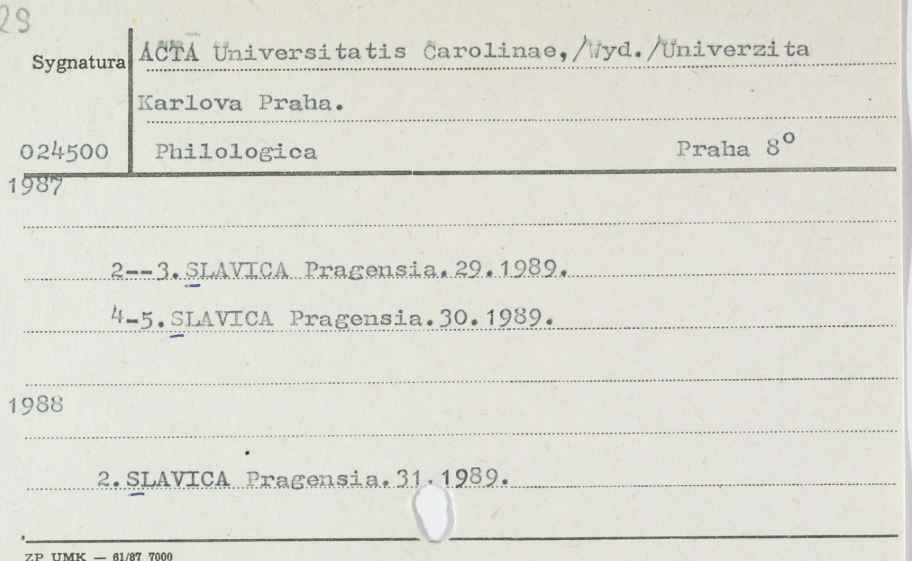 29
Sygnatura
ACTA Universitatis Carolinae,/Wyd./Univerzita
Karlova Praha.
024500
Philologica Praha 8°
1987
2--3.SLAVICA Pragensia.29.1989.
4-5.SLAVICA Pragensia.30.1989.
1988
2.SLAVICA Pragensia.31.1989.
ZP UMK — 61/87 7000